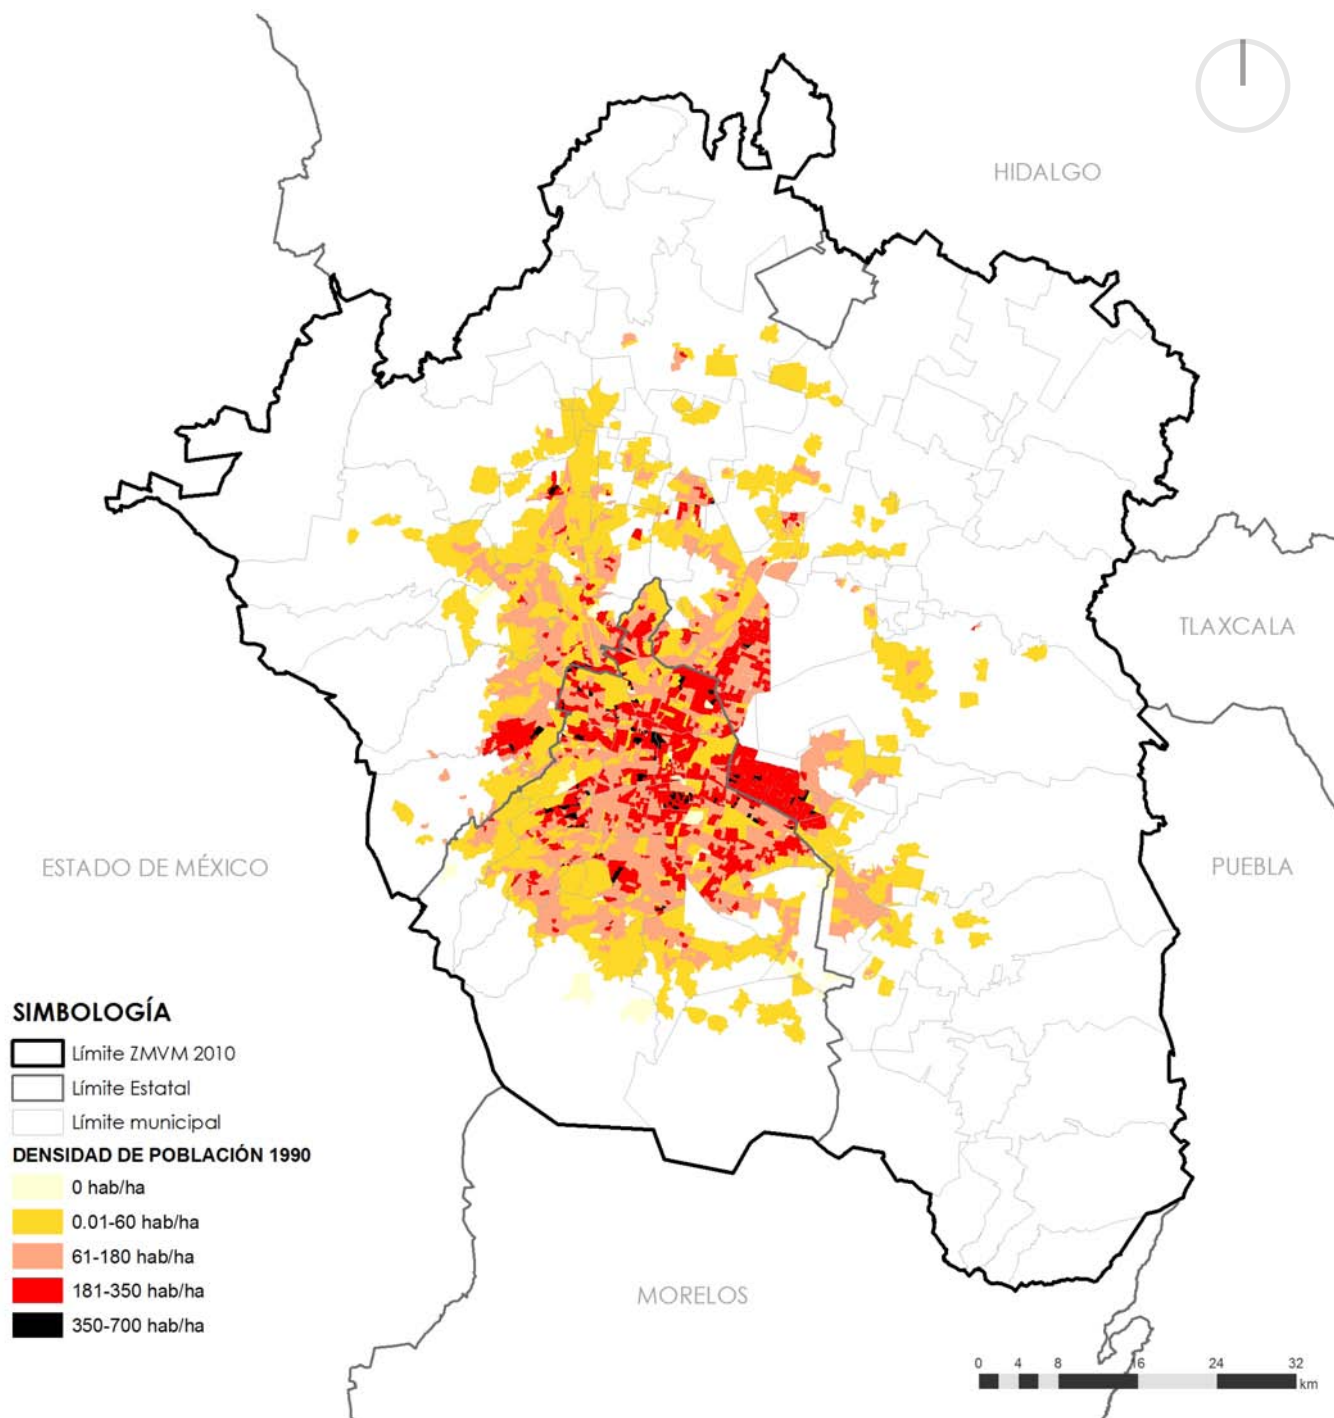 HIDALGO
TLAXCALA
PUEBLA
ESTADO DE MÉXICO
MORELOS
SIMBOLOGÍA
Límite ZMVM 2010
Límite Estatal
Límite municipal
DENSIDAD DE POBLACIÓN 1990
0 hab/ha
0.01-60 hab/ha
61-180 hab/ha
181-350 hab/ha
350-700 hab/ha
0 4 8 16 24 32
km